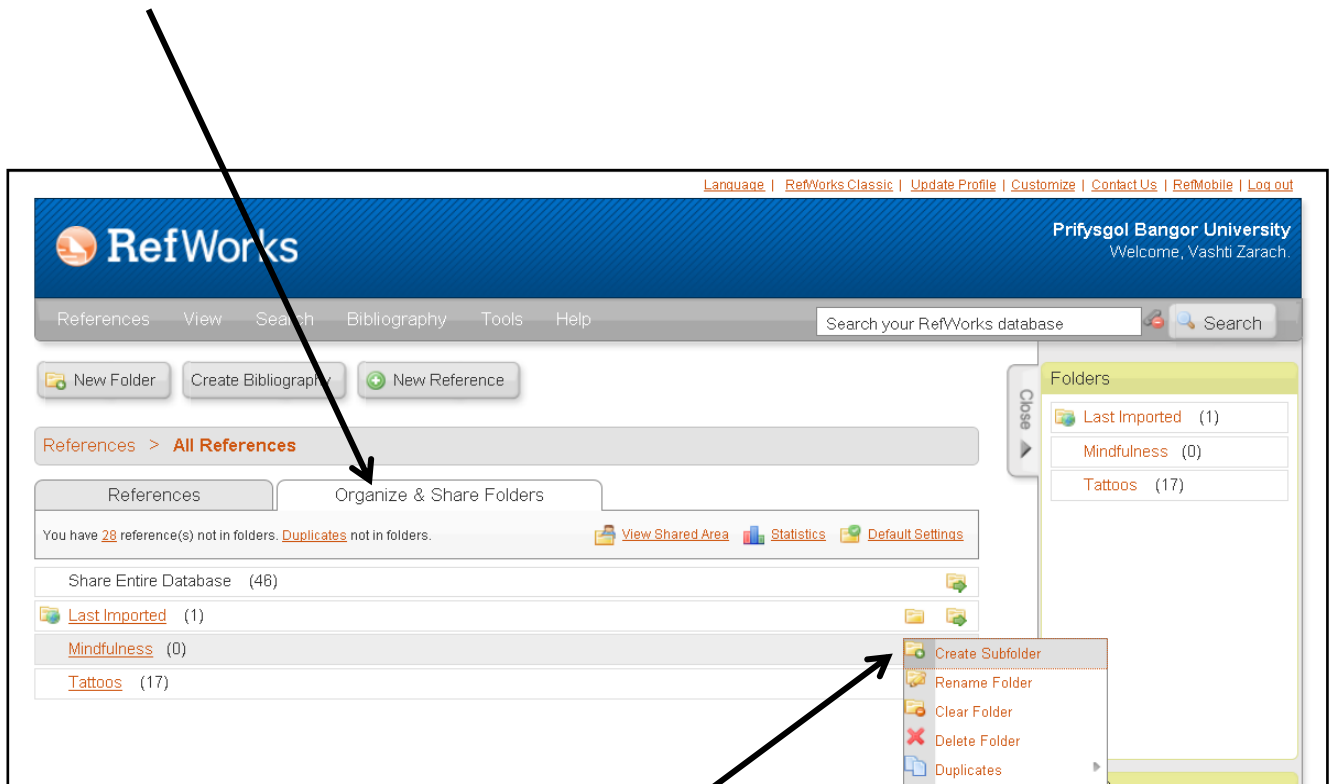 Language | RefWorks Classic | Update Profile | Customize | Contact Us | RefMobile | Log out
RefWorks
Prifysgol Bangor University
Welcome, Vashti Zarach.
References View Search Bibliography Tools Help
Search your RefWorks database Search
New Folder Create Bibliography New Reference
References > All References
References Organize & Share Folders
You have 28 reference(s) not in folders. Duplicates not in folders. View Shared Area Statistics Default Settings
Share Entire Database (46)
Last Imported (1)
Mindfulness (0)
Tattoos (17)
Create Subfolder
Rename Folder
Clear Folder
Delete Folder
Duplicates
Close
Folders
Last Imported (1)
Mindfulness (0)
Tattoos (17)